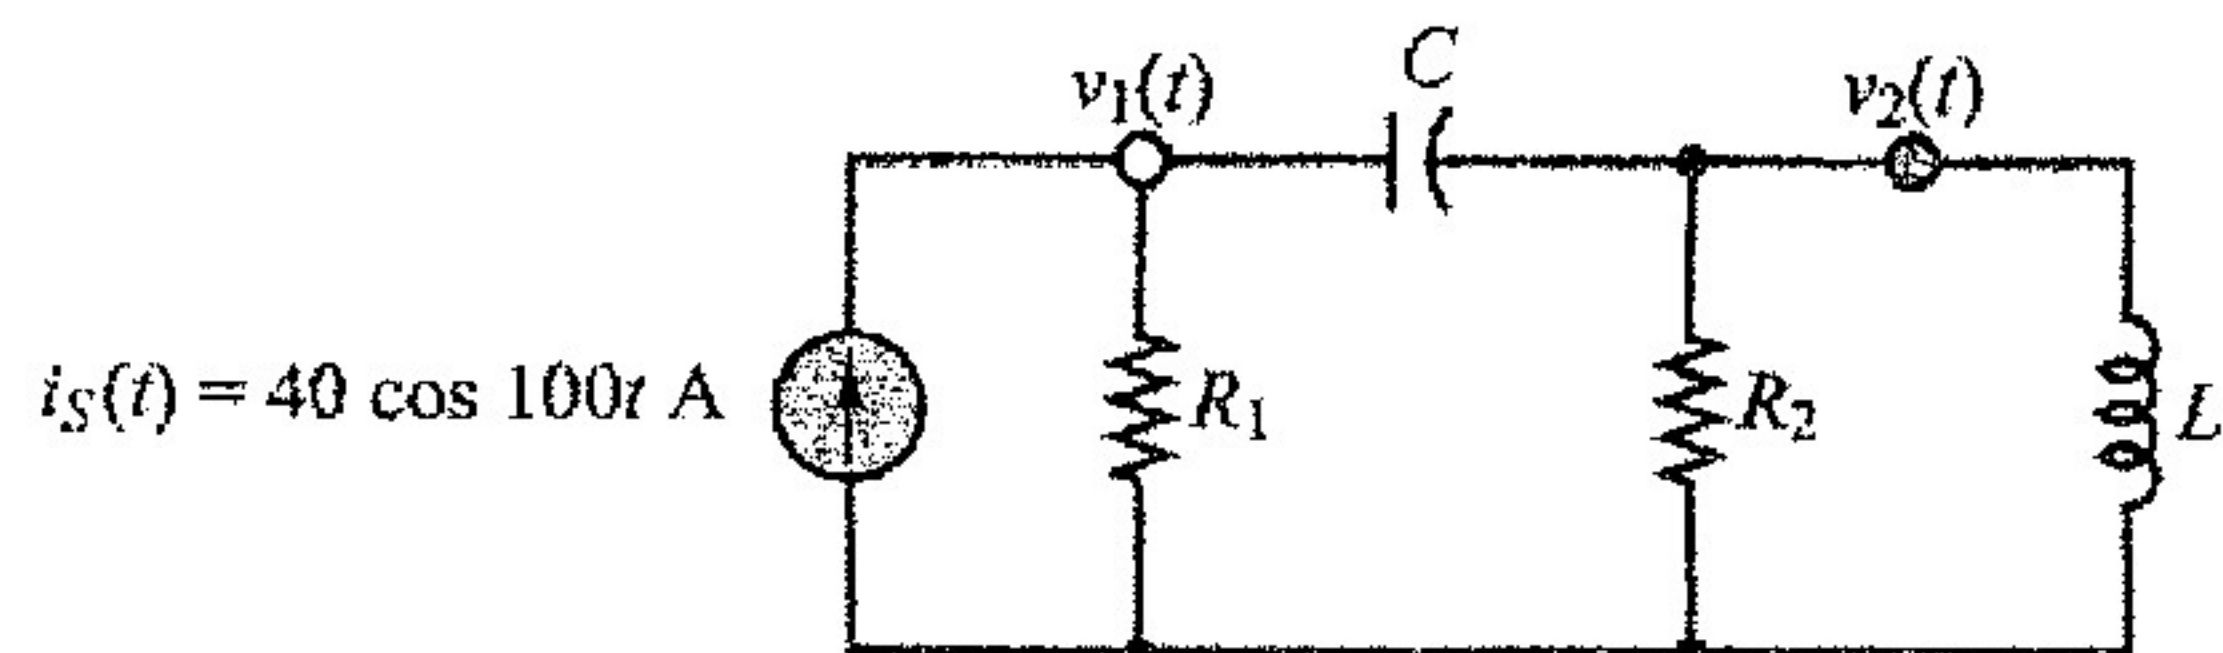 C
v₁(t)
v₂(t)
iS(t) = 40 cos 100t A
R₁
R₂
L